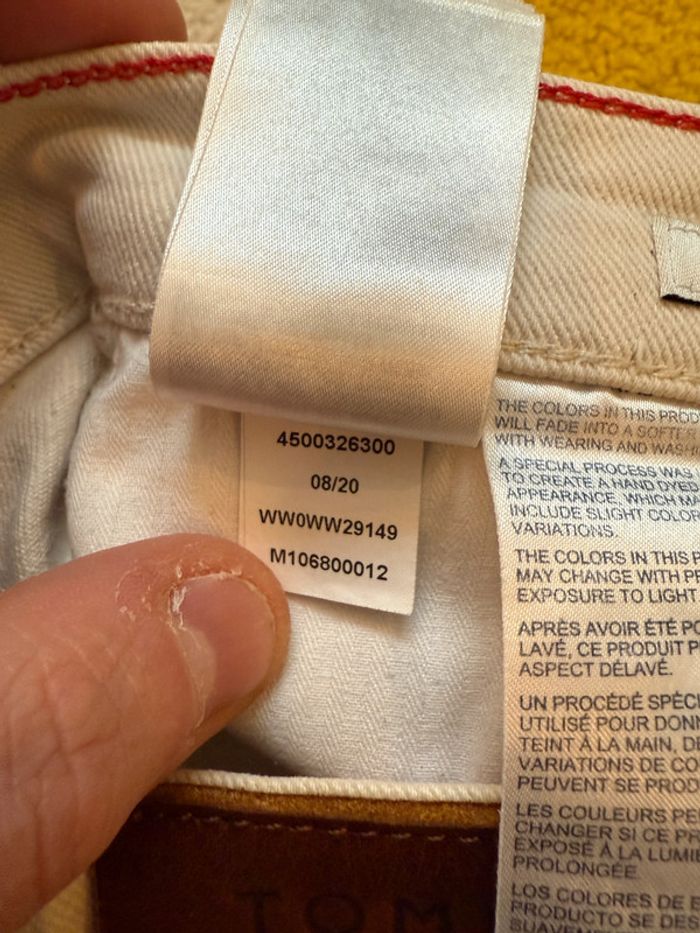 4500326300
08/20
WW0WW29149
M106800012
THE COLORS IN THIS
WILL FADE INTO A
WITH WEARING AND
A SPECIAL PROCESS WAS
TO CREATE A HAND DYED
APPEARANCE, WHICH
INCLUDE SLIGHT COLOR
VARIATIONS.
THE COLORS IN THIS
MAY CHANGE WITH
EXPOSURE TO LIGHT.
APRÈS AVOIR ÉTÉ
LAVÉ, CE PRODUIT
ASPECT DÉLAVÉ.
UN PROCÉDÉ
UTILISÉ POUR
TEINT À LA MAIN,
VARIATIONS DE
PEUVENT SE
LES COULEURS
CHANGER SI CE
EXPOSÉ À LA
PROLONGÉE.
LOS COLORES DE
PRODUCTO SE
TOM